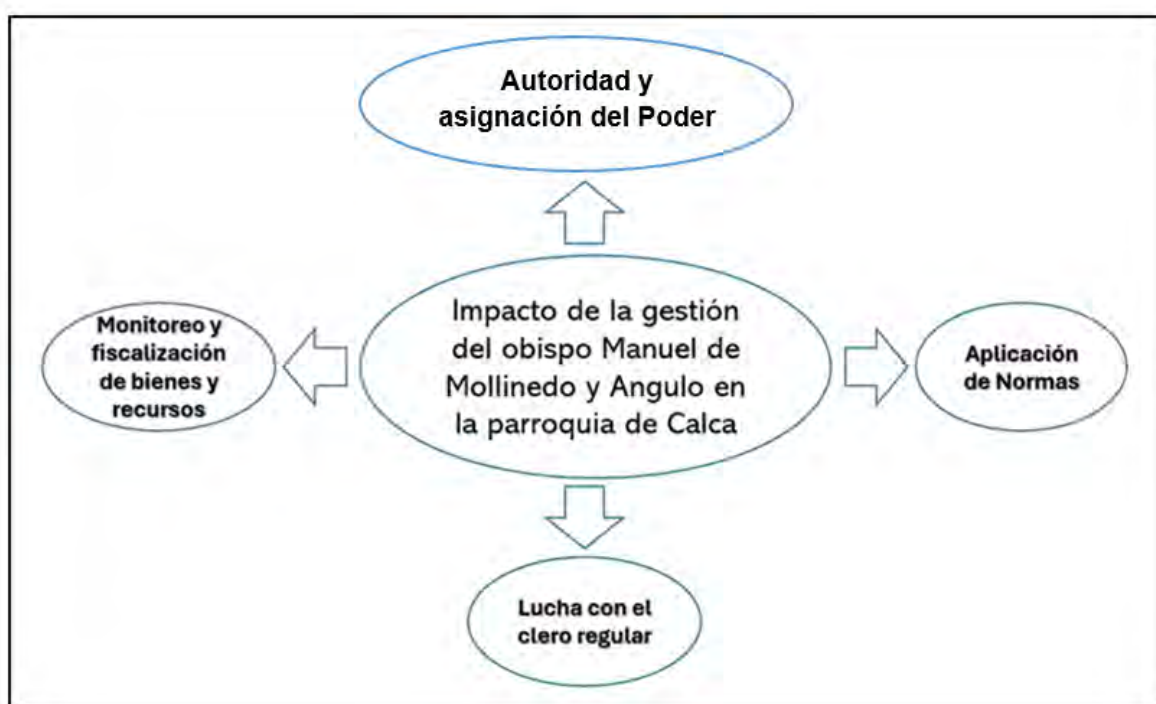 Autoridad y
asignación del Poder
Impacto de la gestión
del obispo Manuel de
Mollinedo y Angulo en
la parroquia de Calca
Monitoreo y
fiscalización
de bienes y
recursos
Aplicación
de Normas
Lucha con el
clero regular